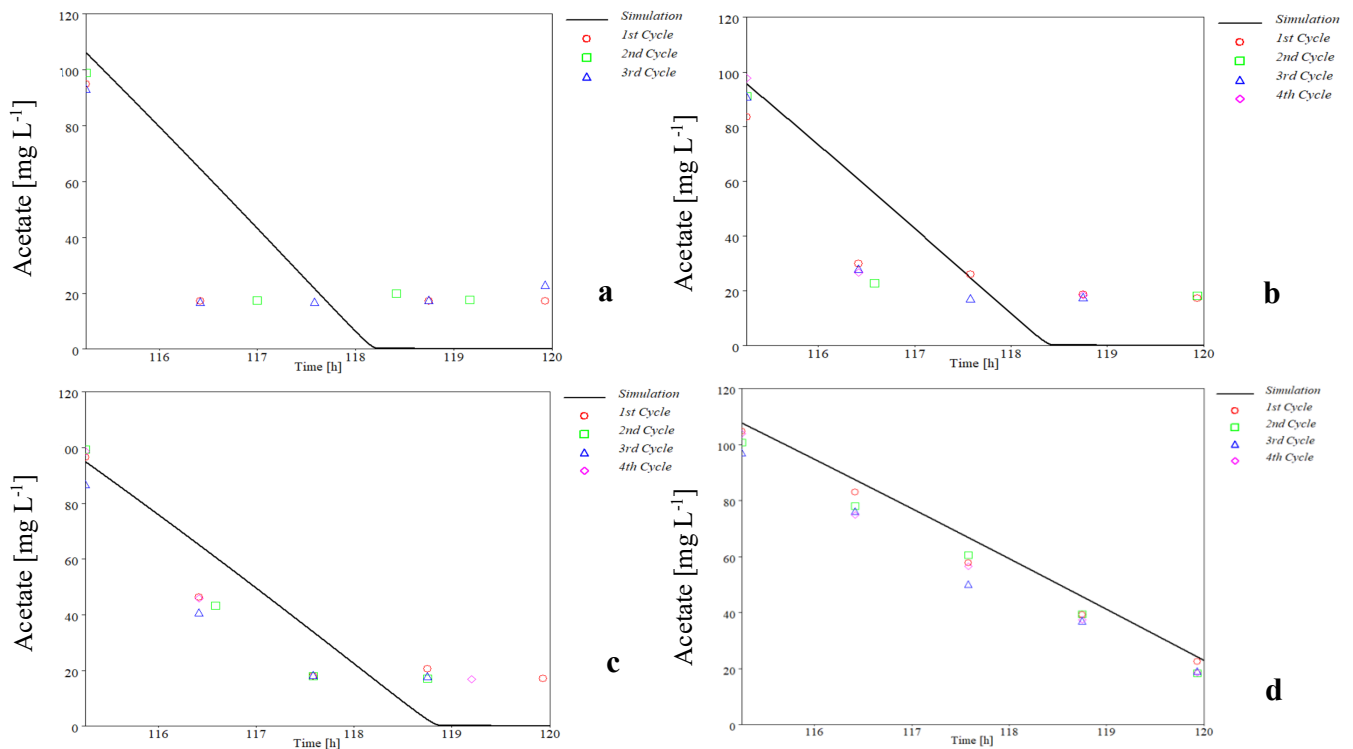 120
100
80
60
40
20
0
116
117
118
119
120
Time [h]
Acetate [mg L⁻¹]
Simulation
1st Cycle
2nd Cycle
3rd Cycle
a
120
100
80
60
40
20
0
116
117
118
119
120
Time [h]
Acetate [mg L⁻¹]
Simulation
1st Cycle
2nd Cycle
3rd Cycle
4th Cycle
b
20
00
80
60
40
20
0
116
117
118
119
120
Time [h]
Acetate [mg L⁻¹]
Simulation
1st Cycle
2nd Cycle
3rd Cycle
4th Cycle
c
120
100
80
60
40
20
0
116
117
118
119
120
Time [h]
Acetate [mg L⁻¹]
Simulation
1st Cycle
2nd Cycle
3rd Cycle
4th Cycle
d